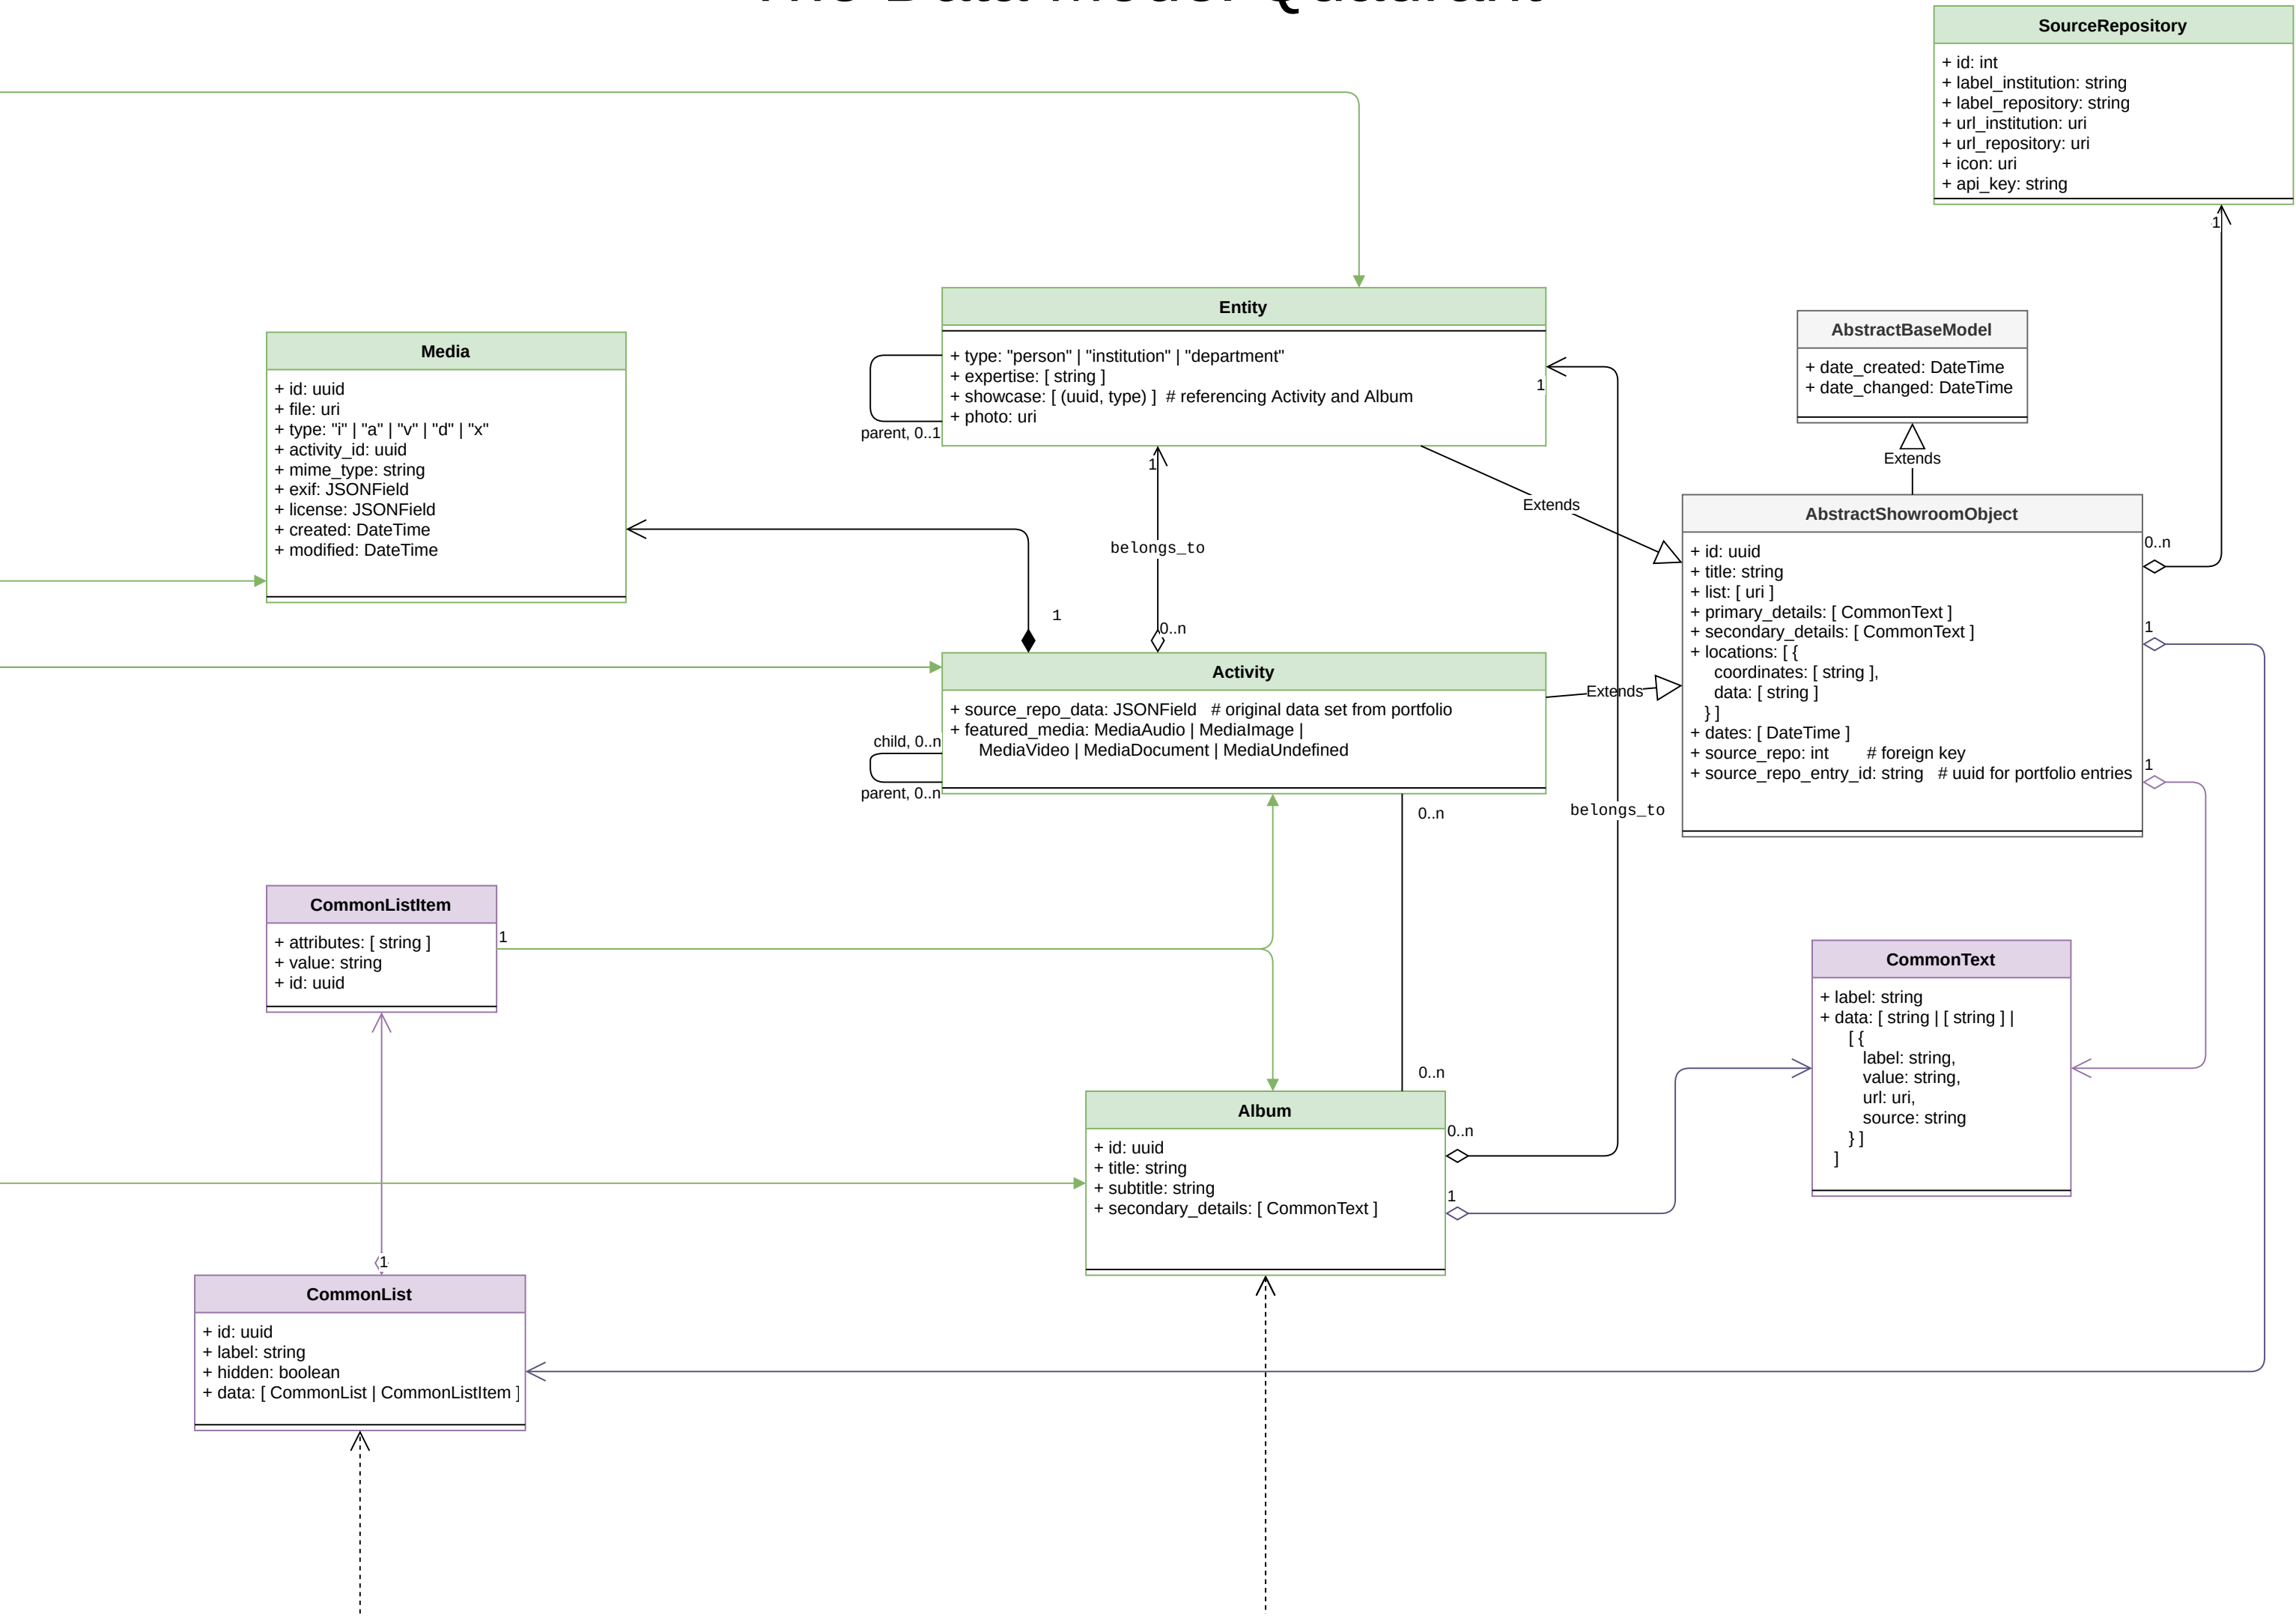 The Data Model Quadrant
SourceRepository
+ id: int
+ label_institution: string
+ label_repository: string
+ url_institution: uri
+ url_repository: uri
+ icon: uri
+ api_key: string
1
Entity
+ type: "person" | "institution" | "department"
+ expertise: [ string ]
+ showcase: [ (uuid, type) ]  # referencing Activity and Album
+ photo: uri
parent, 0..1
1
1
AbstractBaseModel
+ date_created: DateTime
+ date_changed: DateTime
Extends
Media
+ id: uuid
+ file: uri
+ type: "i" | "a" | "v" | "d" | "x"
+ activity_id: uuid
+ mime_type: string
+ exif: JSONField
+ license: JSONField
+ created: DateTime
+ modified: DateTime
Extends
belongs_to
1
0..n
AbstractShowroomObject
+ id: uuid
+ title: string
+ list: [ uri ]
+ primary_details: [ CommonText ]
+ secondary_details: [ CommonText ]
+ locations: [ {
coordinates: [ string ],
data: [ string ]
} ]
+ dates: [ DateTime ]
+ source_repo: int        # foreign key
+ source_repo_entry_id: string   # uuid for portfolio entries
0..n
1
1
Activity
+ source_repo_data: JSONField   # original data set from portfolio
+ featured_media: MediaAudio | MediaImage |
MediaVideo | MediaDocument | MediaUndefined
child, 0..n
parent, 0..n
Extends
0..n
belongs_to
CommonListItem
+ attributes: [ string ]
+ value: string
+ id: uuid
1
CommonText
+ label: string
+ data: [ string | [ string ] |
[ {
label: string,
value: string,
url: uri,
source: string
} ]
]
0..n
Album
+ id: uuid
+ title: string
+ subtitle: string
+ secondary_details: [ CommonText ]
0..n
1
1
CommonList
+ id: uuid
+ label: string
+ hidden: boolean
+ data: [ CommonList | CommonListItem ]